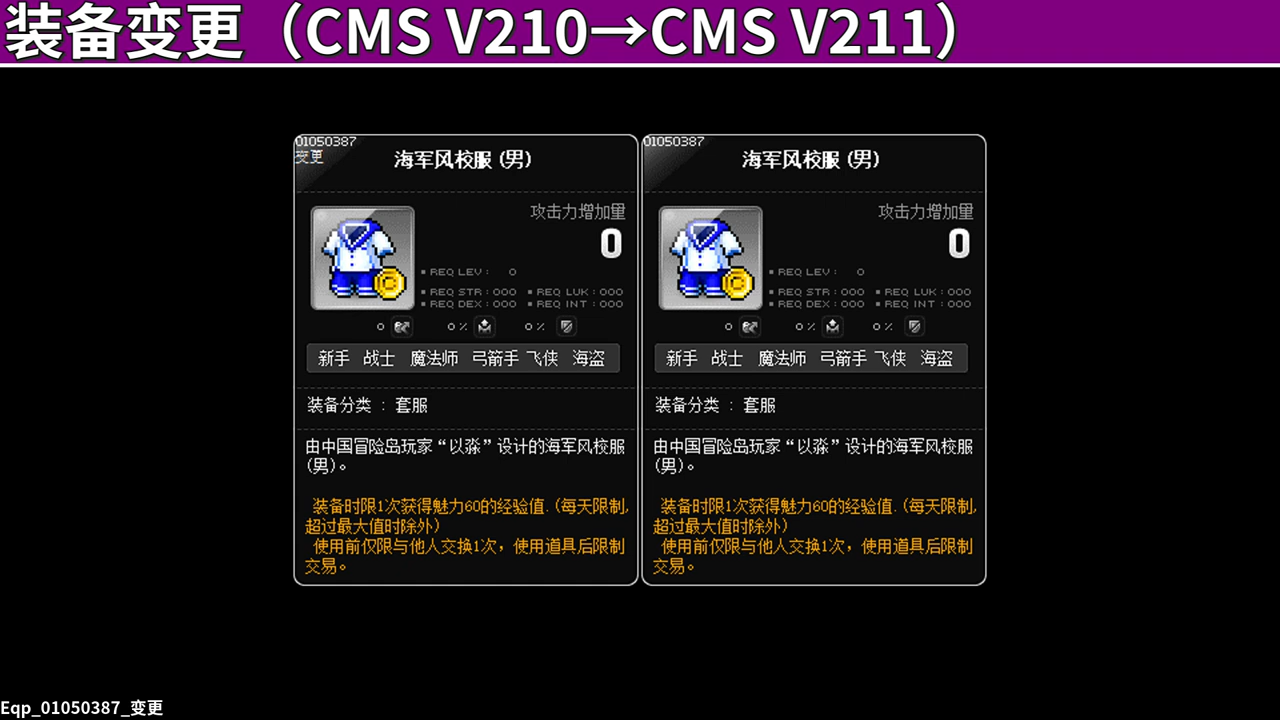 装备变更（CMS V210→CMS V211）
01050387
变更
海军风校服 (男)
攻击力增加量
0
REQ LEV : 0
REQ STR : 000 REQ LUK : 000
REQ DEX : 000 REQ INT : 000
0 0 % 0 %
新手 战士 魔法师 弓箭手 飞侠 海盗
装备分类 : 套服
由中国冒险岛玩家“以淼”设计的海军风校服
(男)。
装备时限1次获得魅力60的经验值.(每天限制,
超过最大值时除外)
使用前仅限与他人交换1次，使用道具后限制
交易。
01050387
海军风校服 (男)
攻击力增加量
0
REQ LEV : 0
REQ STR : 000 REQ LUK : 000
REQ DEX : 000 REQ INT : 000
0 0 % 0 %
新手 战士 魔法师 弓箭手 飞侠 海盗
装备分类 : 套服
由中国冒险岛玩家“以淼”设计的海军风校服
(男)。
装备时限1次获得魅力60的经验值.(每天限制,
超过最大值时除外)
使用前仅限与他人交换1次，使用道具后限制
交易。
Eqp_01050387_变更